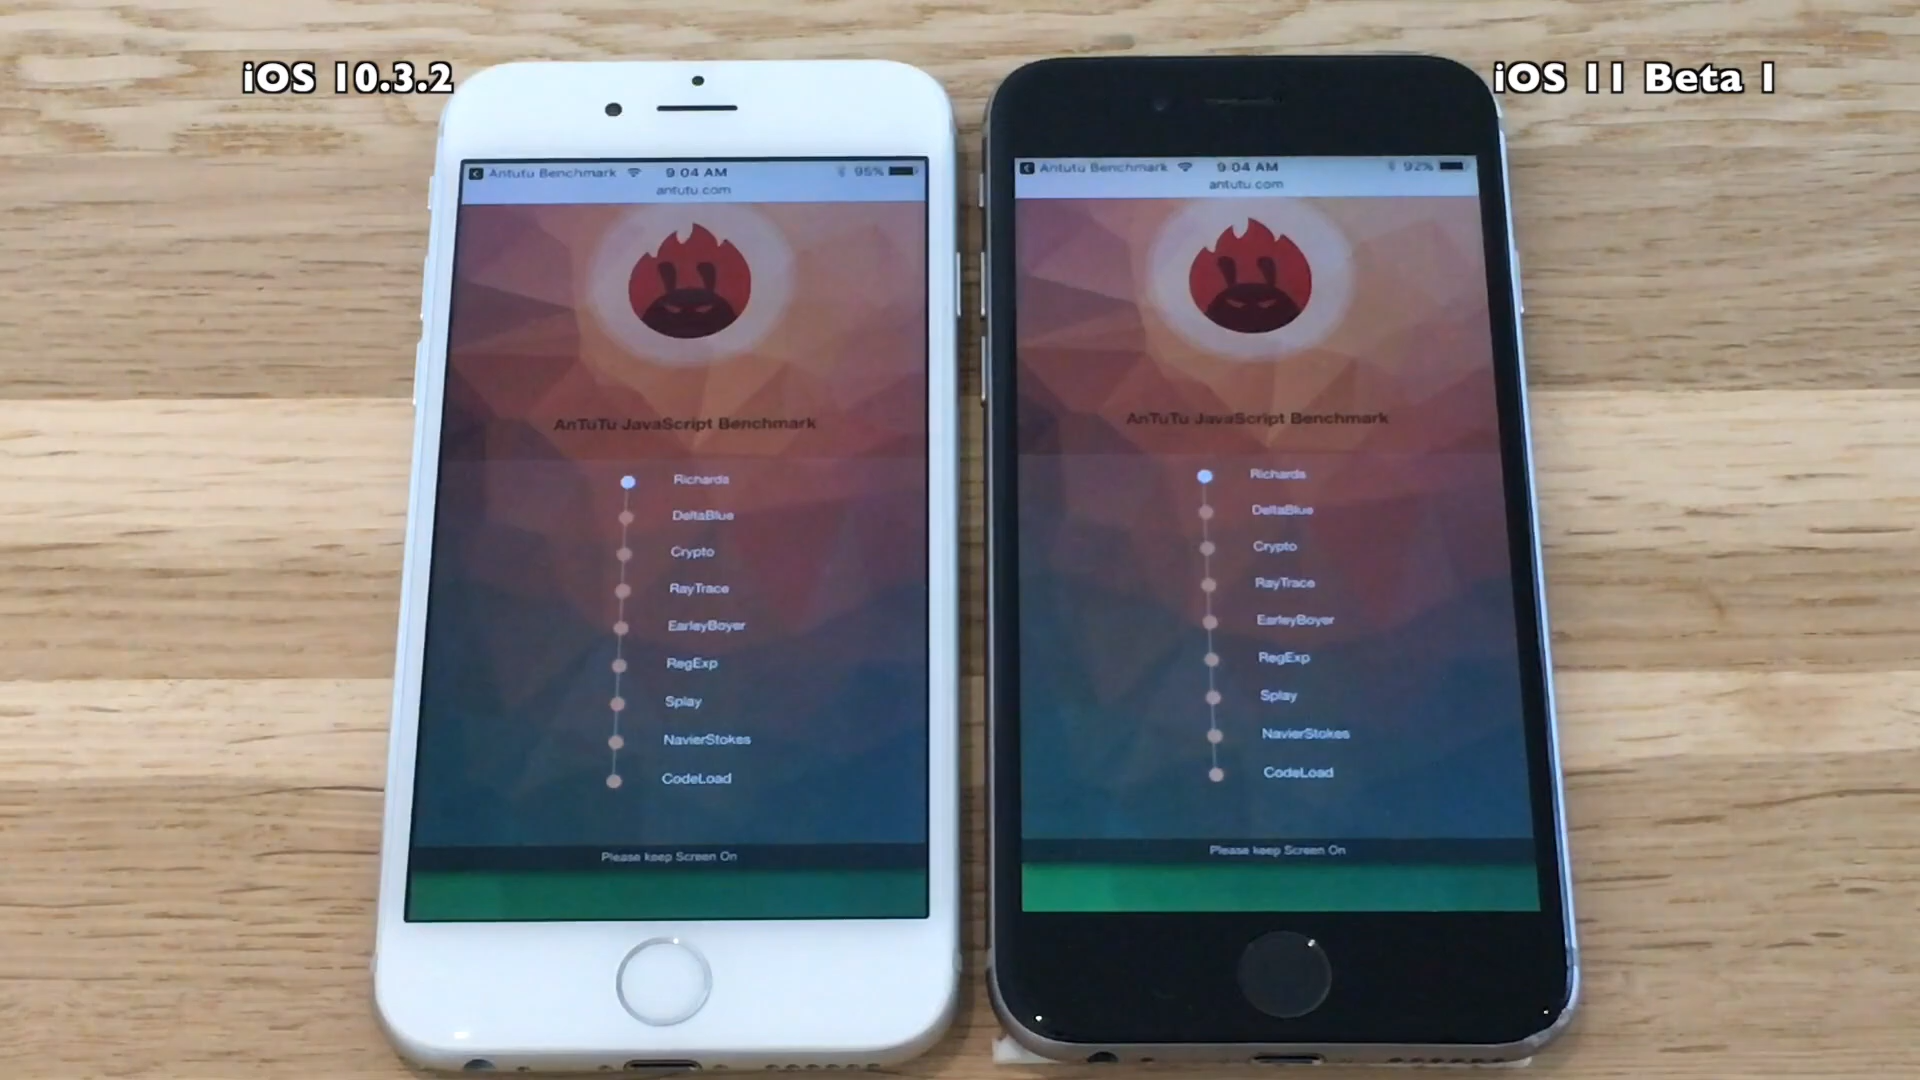 iOS 10.3.2
iOS 11 Beta 1
Antutu Benchmark 9:04 AM 95%
antutu.com
AnTuTu JavaScript Benchmark
Richards
DeltaBlue
Crypto
RayTrace
EarleyBoyer
RegExp
Splay
NavierStokes
CodeLoad
Please keep Screen On
Antutu Benchmark 9:04 AM 92%
antutu.com
AnTuTu JavaScript Benchmark
Richards
DeltaBlue
Crypto
RayTrace
EarleyBoyer
RegExp
Splay
NavierStokes
CodeLoad
Please keep Screen On